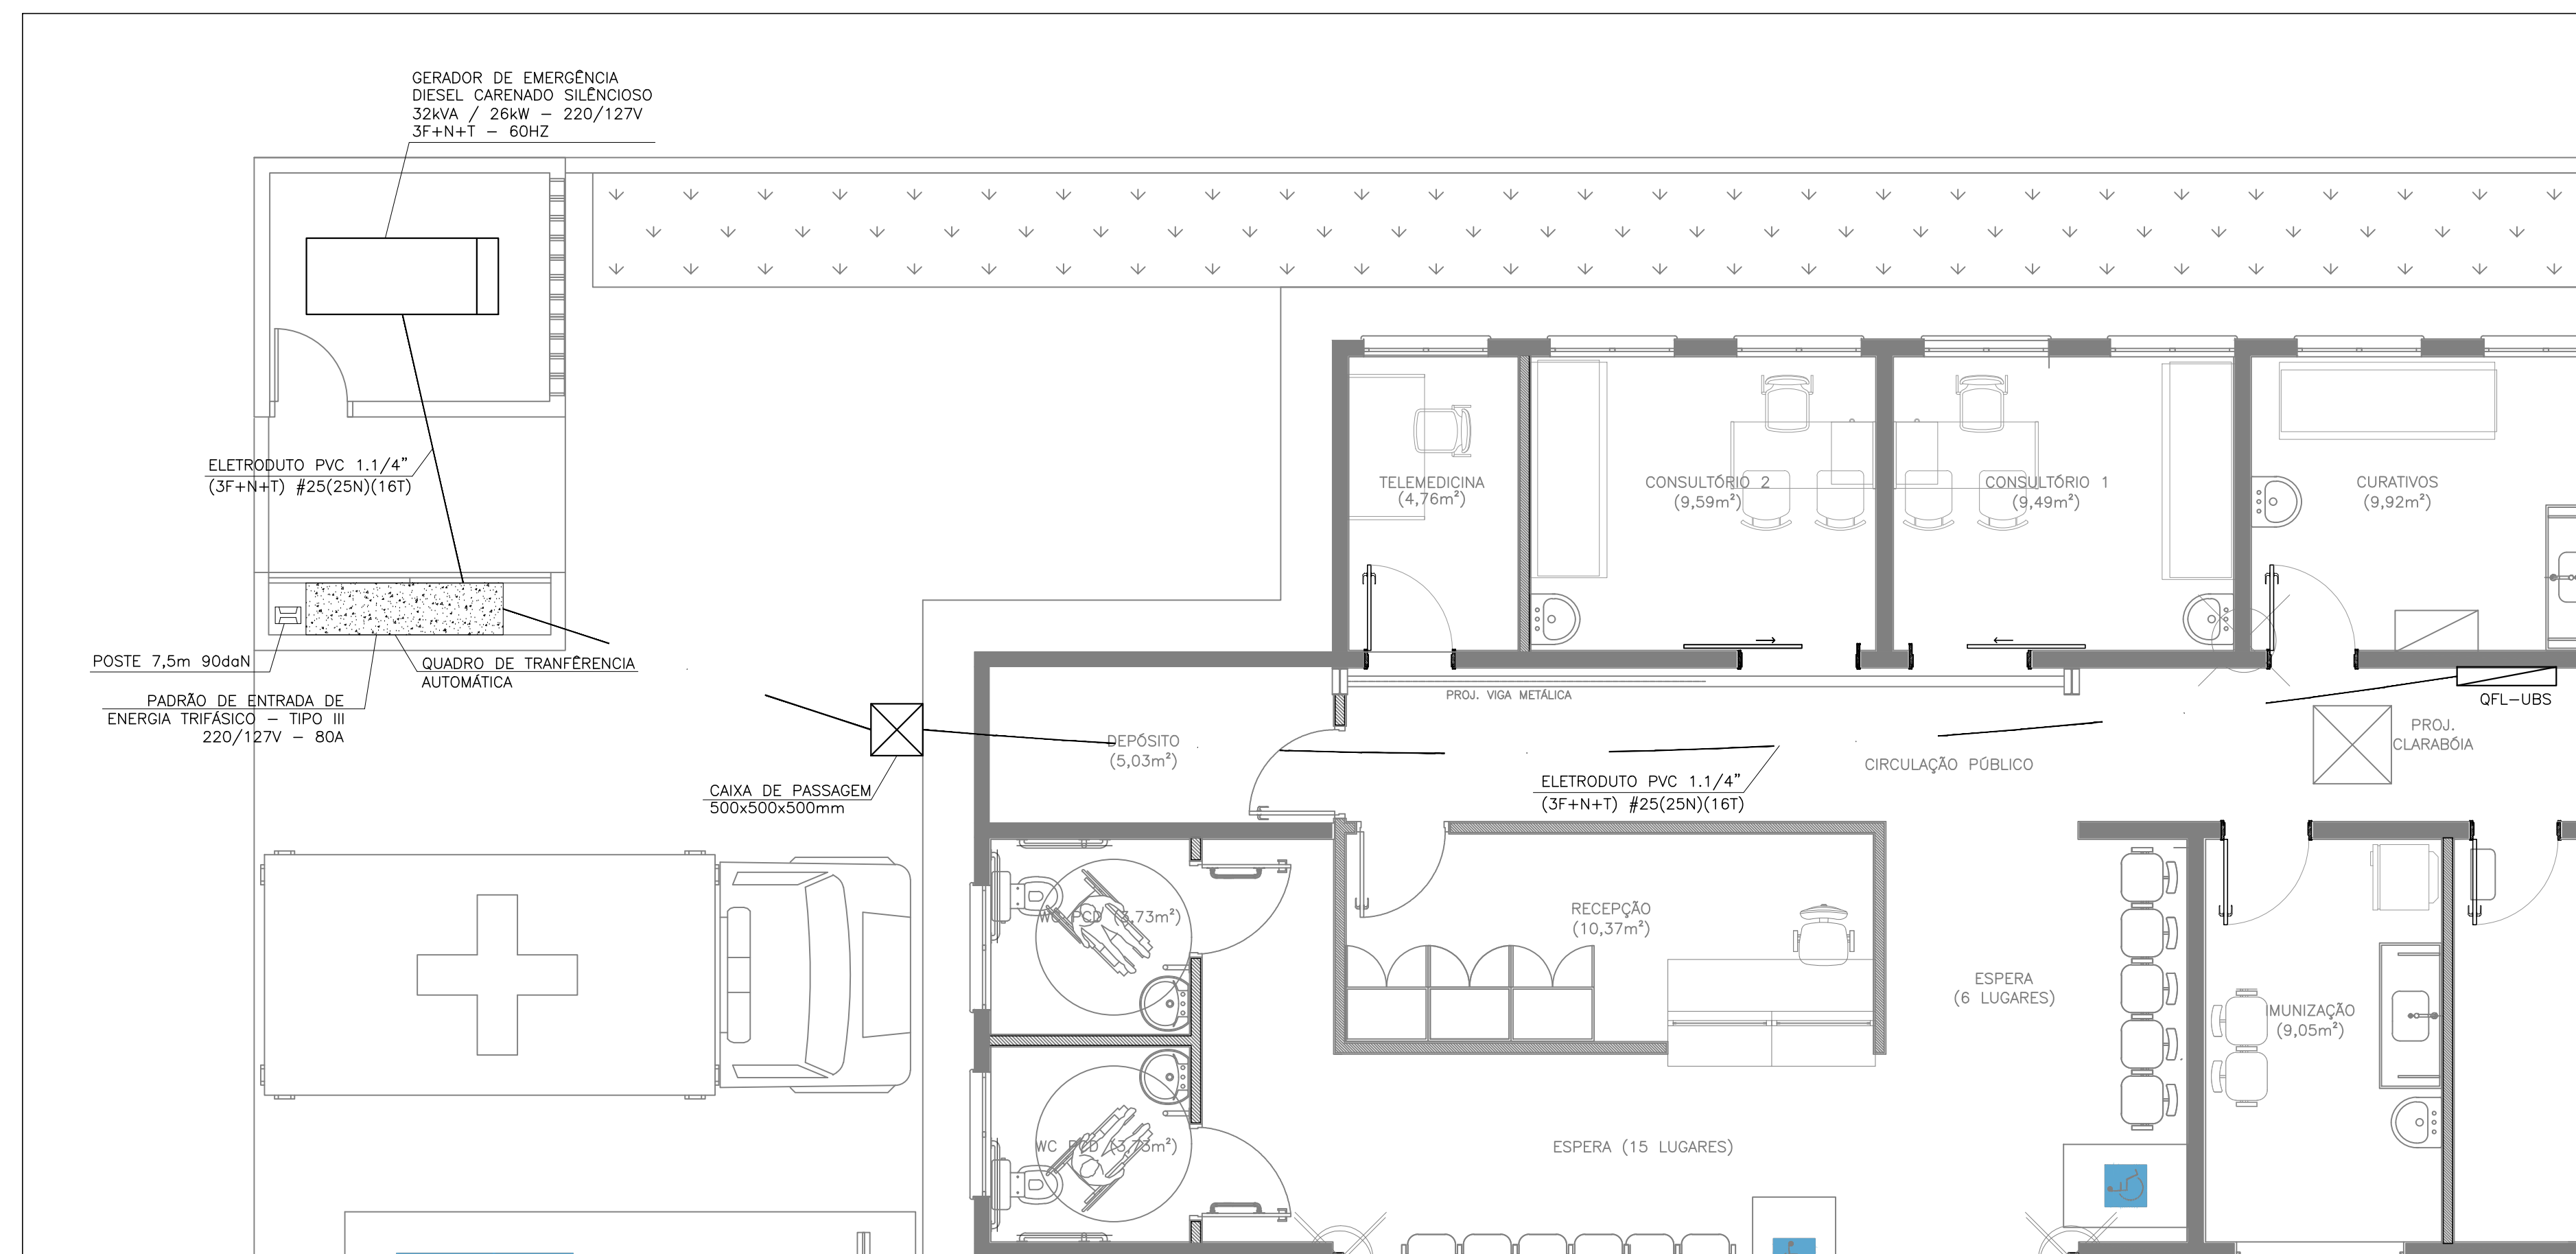 GERADOR DE EMERGÊNCIA
DIESEL CARENADO SILÊNCIOSO
32kVA / 26kW – 220/127V
3F+N+T – 60HZ
ELETRODUTO PVC 1.1/4"
(3F+N+T) #25(25N)(16T)
POSTE 7,5m 90daN
QUADRO DE TRANFÊRENCIA
AUTOMÁTICA
PADRÃO DE ENTRADA DE
ENERGIA TRIFÁSICO – TIPO III
220/127V – 80A
CAIXA DE PASSAGEM
500x500x500mm
TELEMEDICINA
(4,76m²)
CONSULTÓRIO 2
(9,59m²)
CONSULTÓRIO 1
(9,49m²)
CURATIVOS
(9,92m²)
PROJ. VIGA METÁLICA
QFL–UBS
DEPÓSITO
(5,03m²)
ELETRODUTO PVC 1.1/4"
(3F+N+T) #25(25N)(16T)
CIRCULAÇÃO PÚBLICO
PROJ.
CLARABÓIA
WC PCD (3,73m²)
RECEPÇÃO
(10,37m²)
ESPERA
(6 LUGARES)
IMUNIZAÇÃO
(9,05m²)
WC PCD (3,73m²)
ESPERA (15 LUGARES)